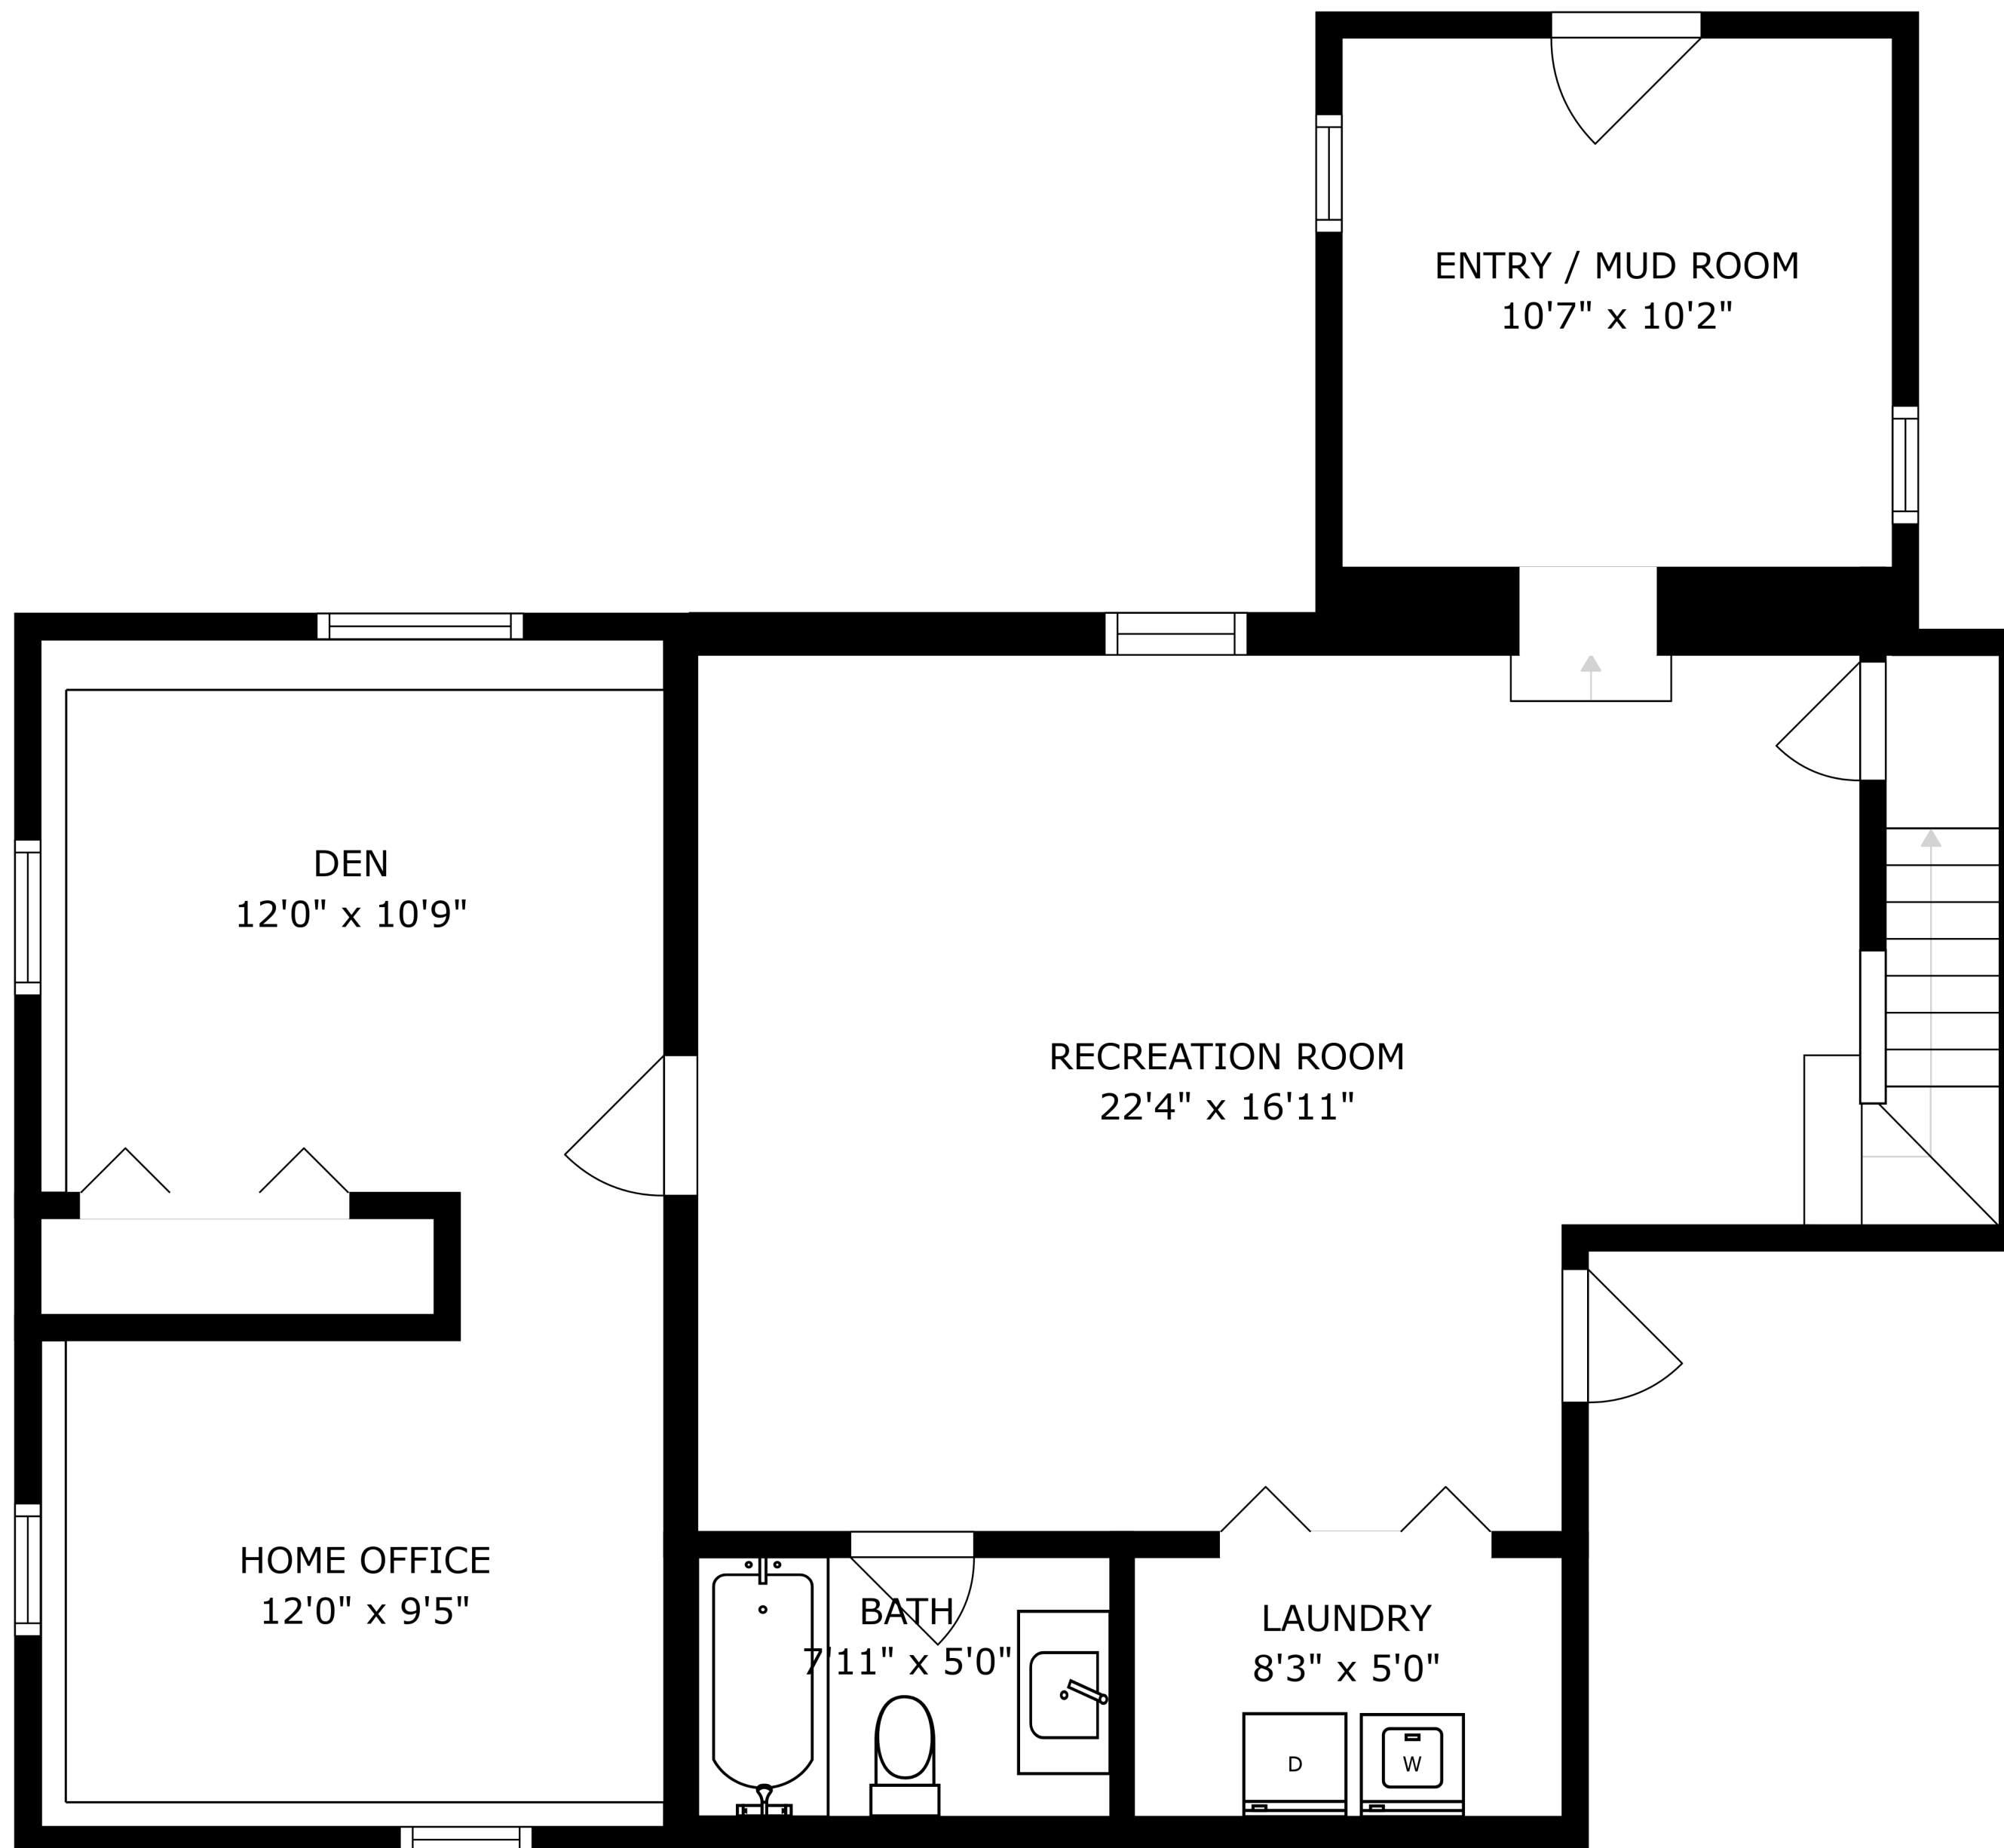 ENTRY / MUD ROOM
10'7" x 10'2"
DEN
12'0" x 10'9"
RECREATION ROOM
22'4" x 16'11"
HOME OFFICE
12'0" x 9'5"
BATH
7'11" x 5'0"
LAUNDRY
8'3" x 5'0"
D
W